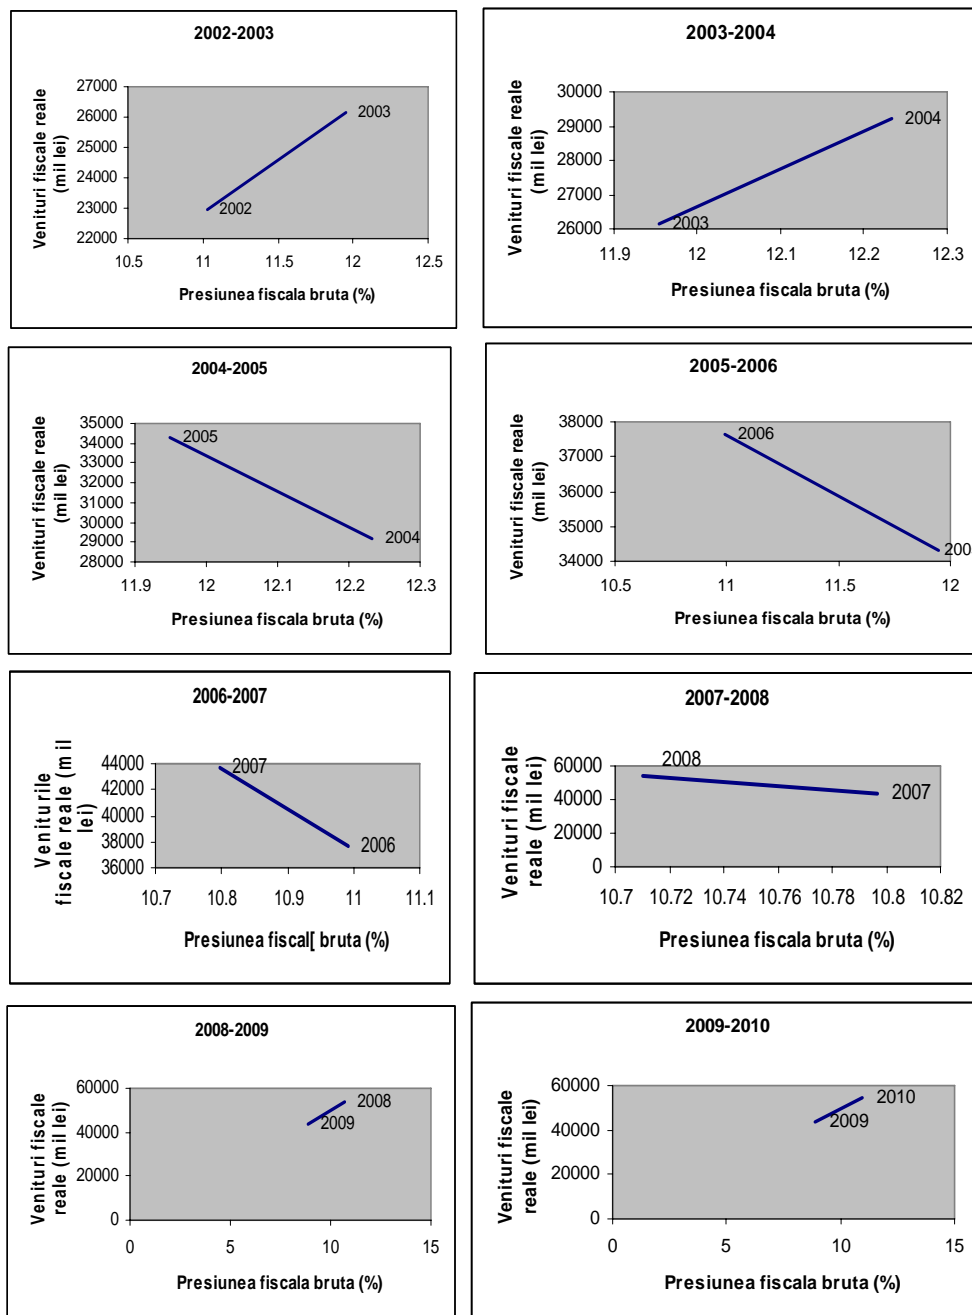 2002-2003
Venituri fiscale reale
(mil lei)
27000
26000
25000
24000
23000
22000
2003
2002
10.5 11 11.5 12 12.5
Presiunea fiscala bruta (%)
2003-2004
Venituri fiscale reale
(mil lei)
30000
29000
28000
27000
26000
2004
2003
11.9 12 12.1 12.2 12.3
Presiunea fiscala bruta (%)
2004-2005
Venituri fiscale reale
(mil lei)
35000
34000
33000
32000
31000
30000
29000
28000
2005
2004
11.9 12 12.1 12.2 12.3
Presiunea fiscala bruta (%)
2005-2006
Venituri fiscale reale
(mil lei)
38000
37000
36000
35000
34000
2006
200
10.5 11 11.5 12
Presiunea fiscala bruta (%)
2006-2007
Veniturile
fiscale reale (mil
lei)
44000
42000
40000
38000
36000
2007
2006
10.7 10.8 10.9 11 11.1
Presiunea fiscal[ bruta (%)
2007-2008
Venituri fiscale
reale (mil lei)
60000
40000
20000
0
2008
2007
10.7 10.72 10.74 10.76 10.78 10.8 10.82
Presiunea fiscala bruta (%)
2008-2009
Venituri fiscale
reale (mil lei)
60000
40000
20000
0
2008
2009
0 5 10 15
Presiunea fiscala bruta (%)
2009-2010
Venituri fiscale
reale (mil lei)
60000
40000
20000
0
2010
2009
0 5 10 15
Presiunea fiscala bruta (%)